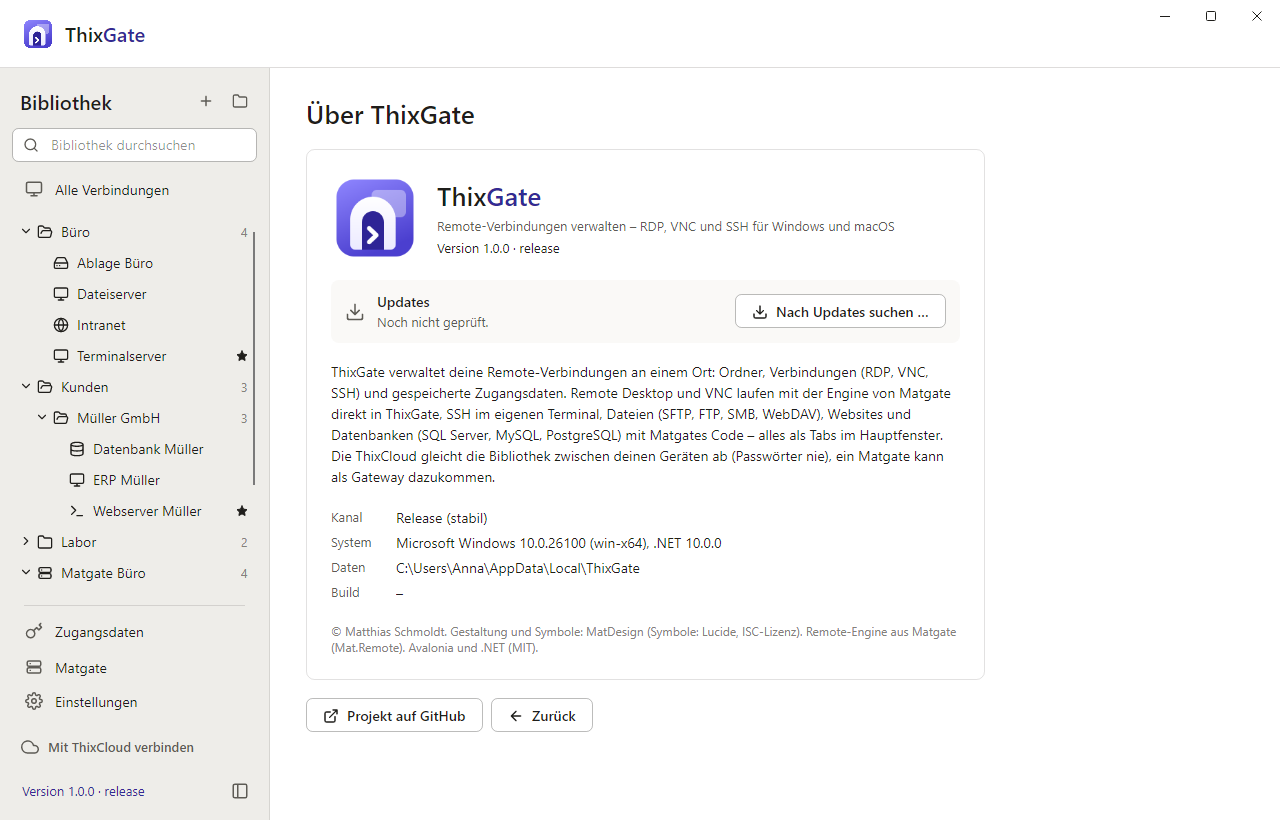 ThixGate
Bibliothek
Bibliothek durchsuchen
Alle Verbindungen
Büro 4
Ablage Büro
Dateiserver
Intranet
Terminalserver
Kunden 3
Müller GmbH 3
Datenbank Müller
ERP Müller
Webserver Müller
Labor 2
Matgate Büro 4
Zugangsdaten
Matgate
Einstellungen
Mit ThixCloud verbinden
Version 1.0.0 · release
Über ThixGate
ThixGate
Remote-Verbindungen verwalten – RDP, VNC und SSH für Windows und macOS
Version 1.0.0 · release
Updates
Noch nicht geprüft.
Nach Updates suchen ...
ThixGate verwaltet deine Remote-Verbindungen an einem Ort: Ordner, Verbindungen (RDP, VNC,
SSH) und gespeicherte Zugangsdaten. Remote Desktop und VNC laufen mit der Engine von Matgate
direkt in ThixGate, SSH im eigenen Terminal, Dateien (SFTP, FTP, SMB, WebDAV), Websites und
Datenbanken (SQL Server, MySQL, PostgreSQL) mit Matgates Code – alles als Tabs im Hauptfenster.
Die ThixCloud gleicht die Bibliothek zwischen deinen Geräten ab (Passwörter nie), ein Matgate kann
als Gateway dazukommen.
Kanal Release (stabil)
System Microsoft Windows 10.0.26100 (win-x64), .NET 10.0.0
Daten C:\Users\Anna\AppData\Local\ThixGate
Build –
© Matthias Schmoldt. Gestaltung und Symbole: MatDesign (Symbole: Lucide, ISC-Lizenz). Remote-Engine aus Matgate
(Mat.Remote). Avalonia und .NET (MIT).
Projekt auf GitHub
Zurück